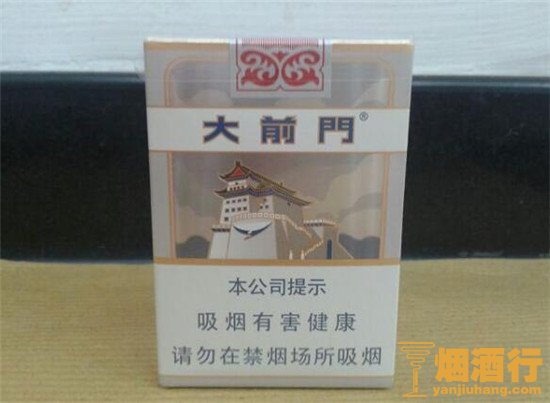 大前門®
本公司提示
吸烟有害健康
请勿在禁烟场所吸烟
烟酒行
yanjiuhang.com